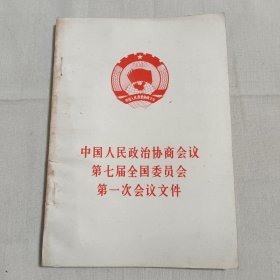 中国人民政治协商会议
第七届全国委员会
第一次会议文件